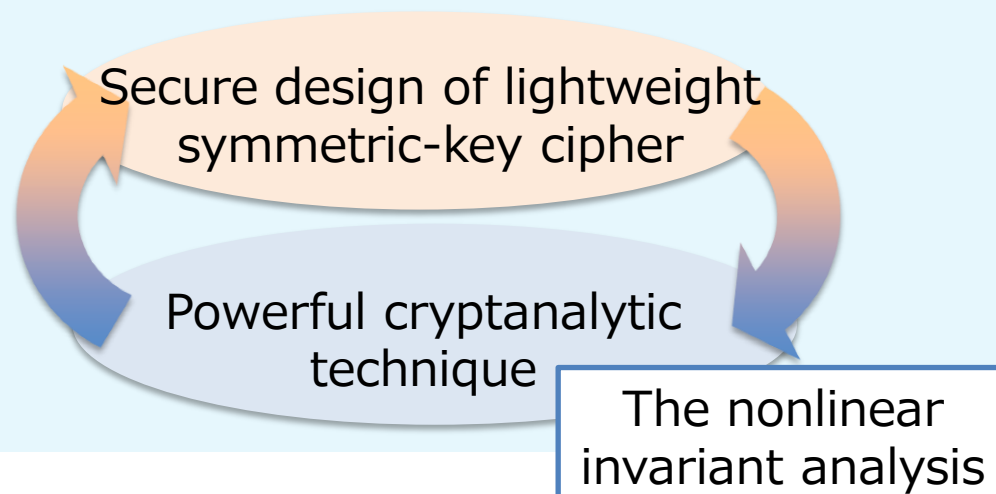 Secure design of lightweight
symmetric-key cipher
Powerful cryptanalytic
technique
The nonlinear
invariant analysis